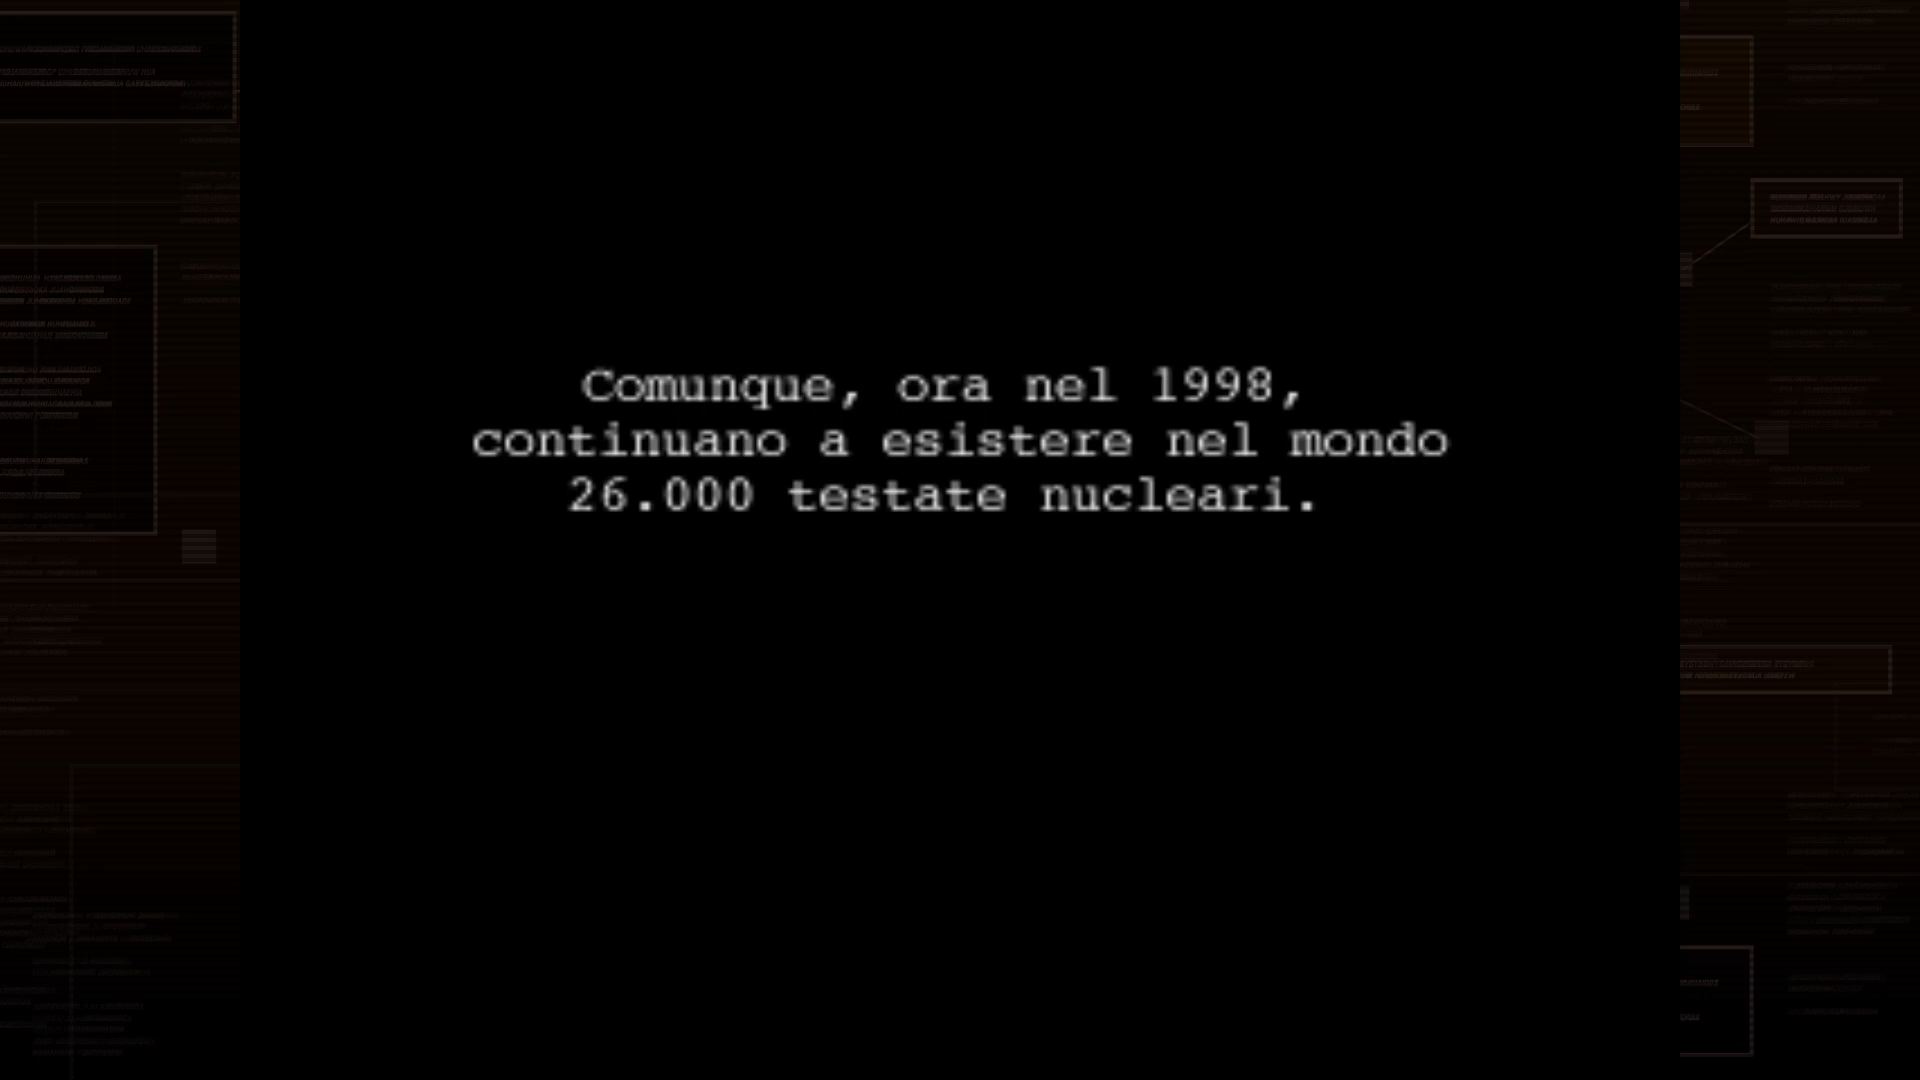 Comunque, ora nel 1998,
continuano a esistere nel mondo
26.000 testate nucleari.